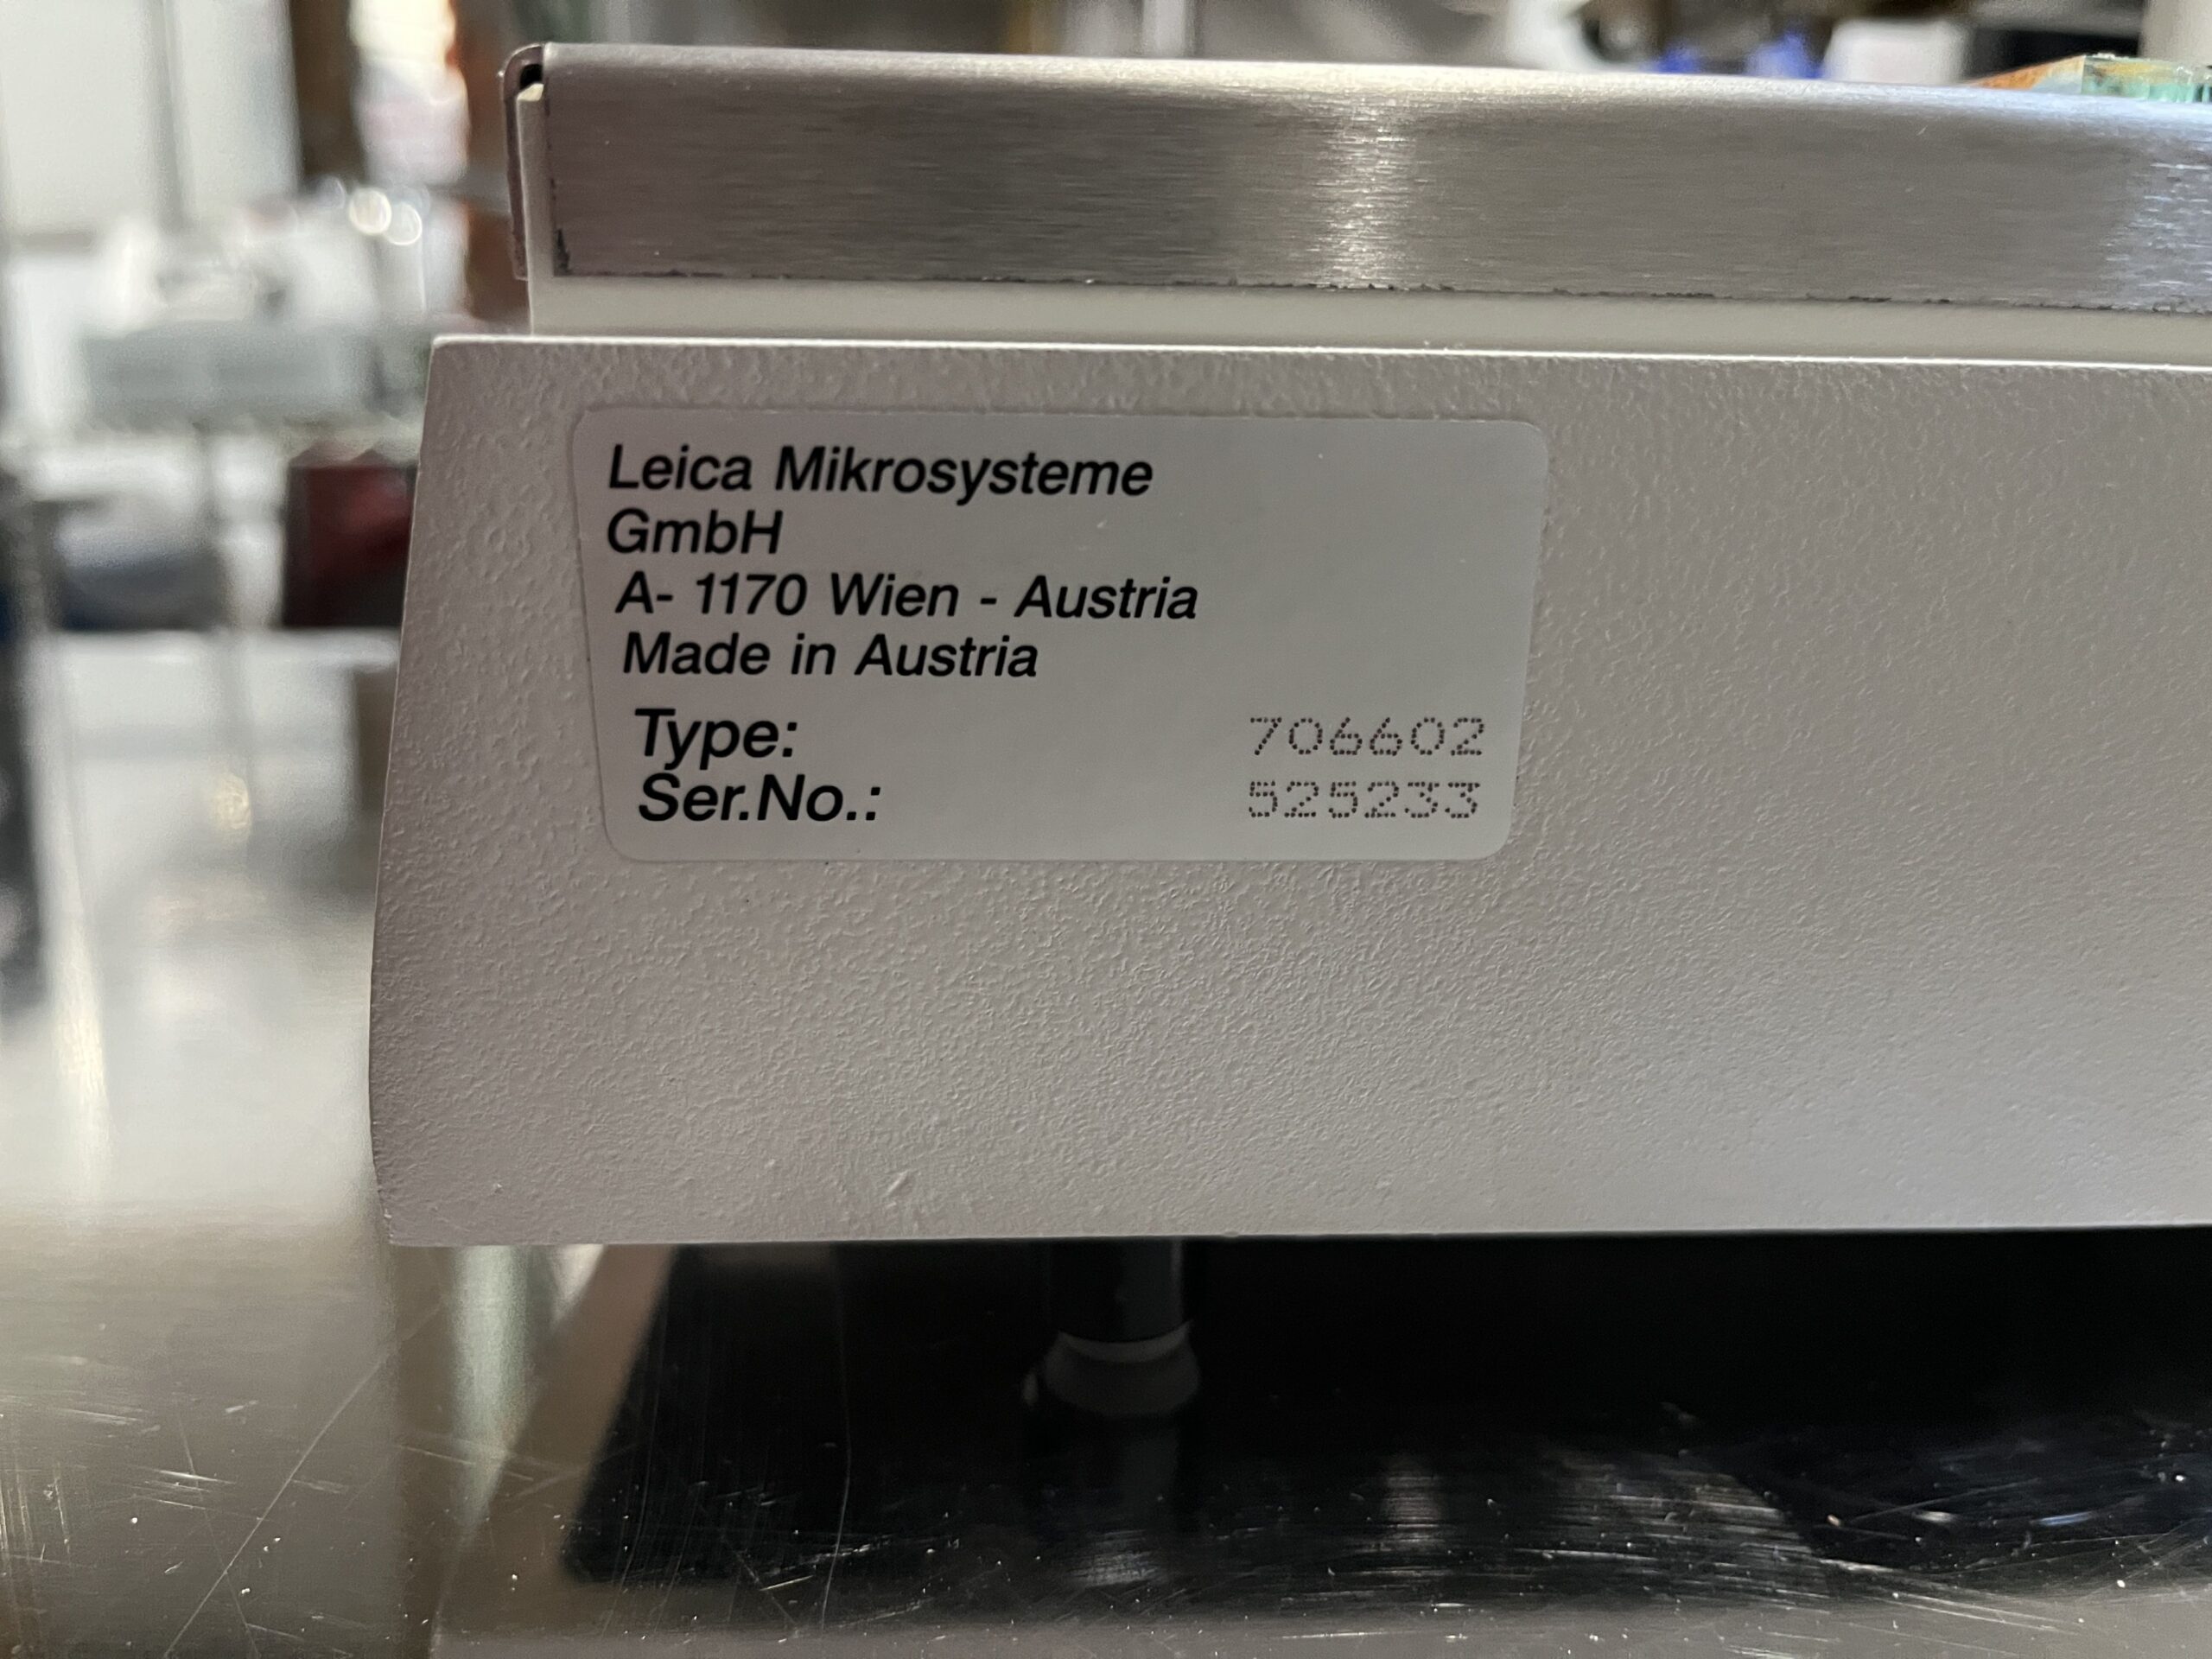 Leica Mikrosysteme
GmbH
A- 1170 Wien - Austria
Made in Austria
Type: 706602
Ser.No.: 525233